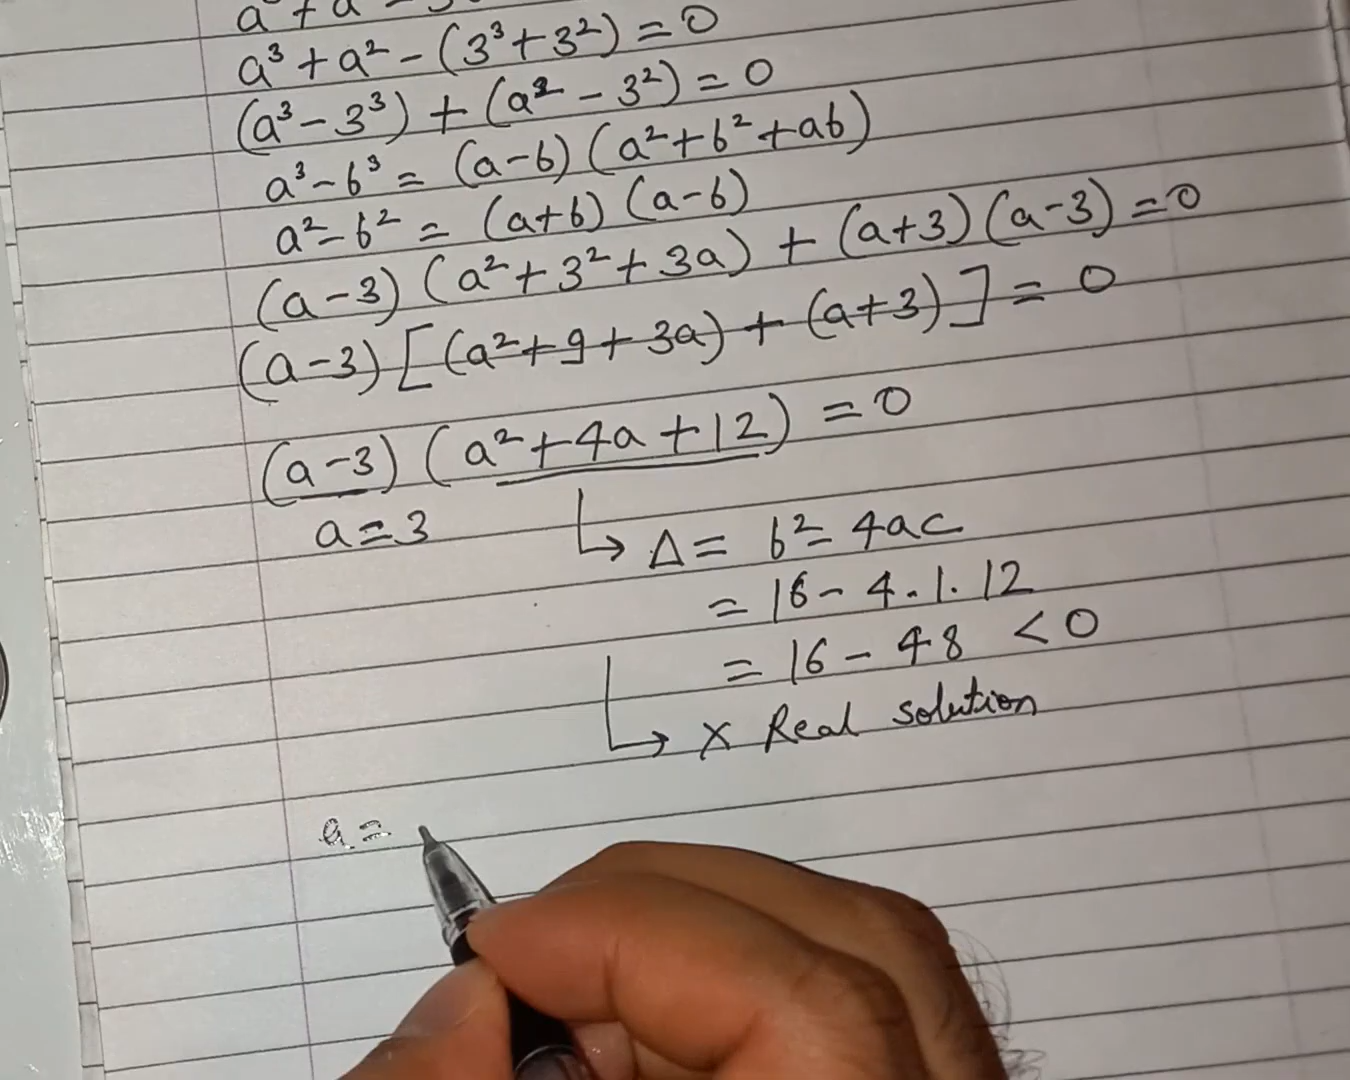 a³ + a²
a³ + a² - (3³ + 3²) = 0
(a³ - 3³) + (a² - 3²) = 0
a³ - b³ = (a - b) (a² + b² + ab)
a² - b² = (a + b) (a - b)
(a - 3) (a² + 3² + 3a) + (a + 3) (a - 3) = 0
(a - 3) [(a² + 9 + 3a) + (a + 3)] = 0
(a - 3) (a² + 4a + 12) = 0
a = 3
↳ Δ = b² - 4ac
= 16 - 4 . 1 . 12
= 16 - 48 < 0
↳ x Real solution
a =